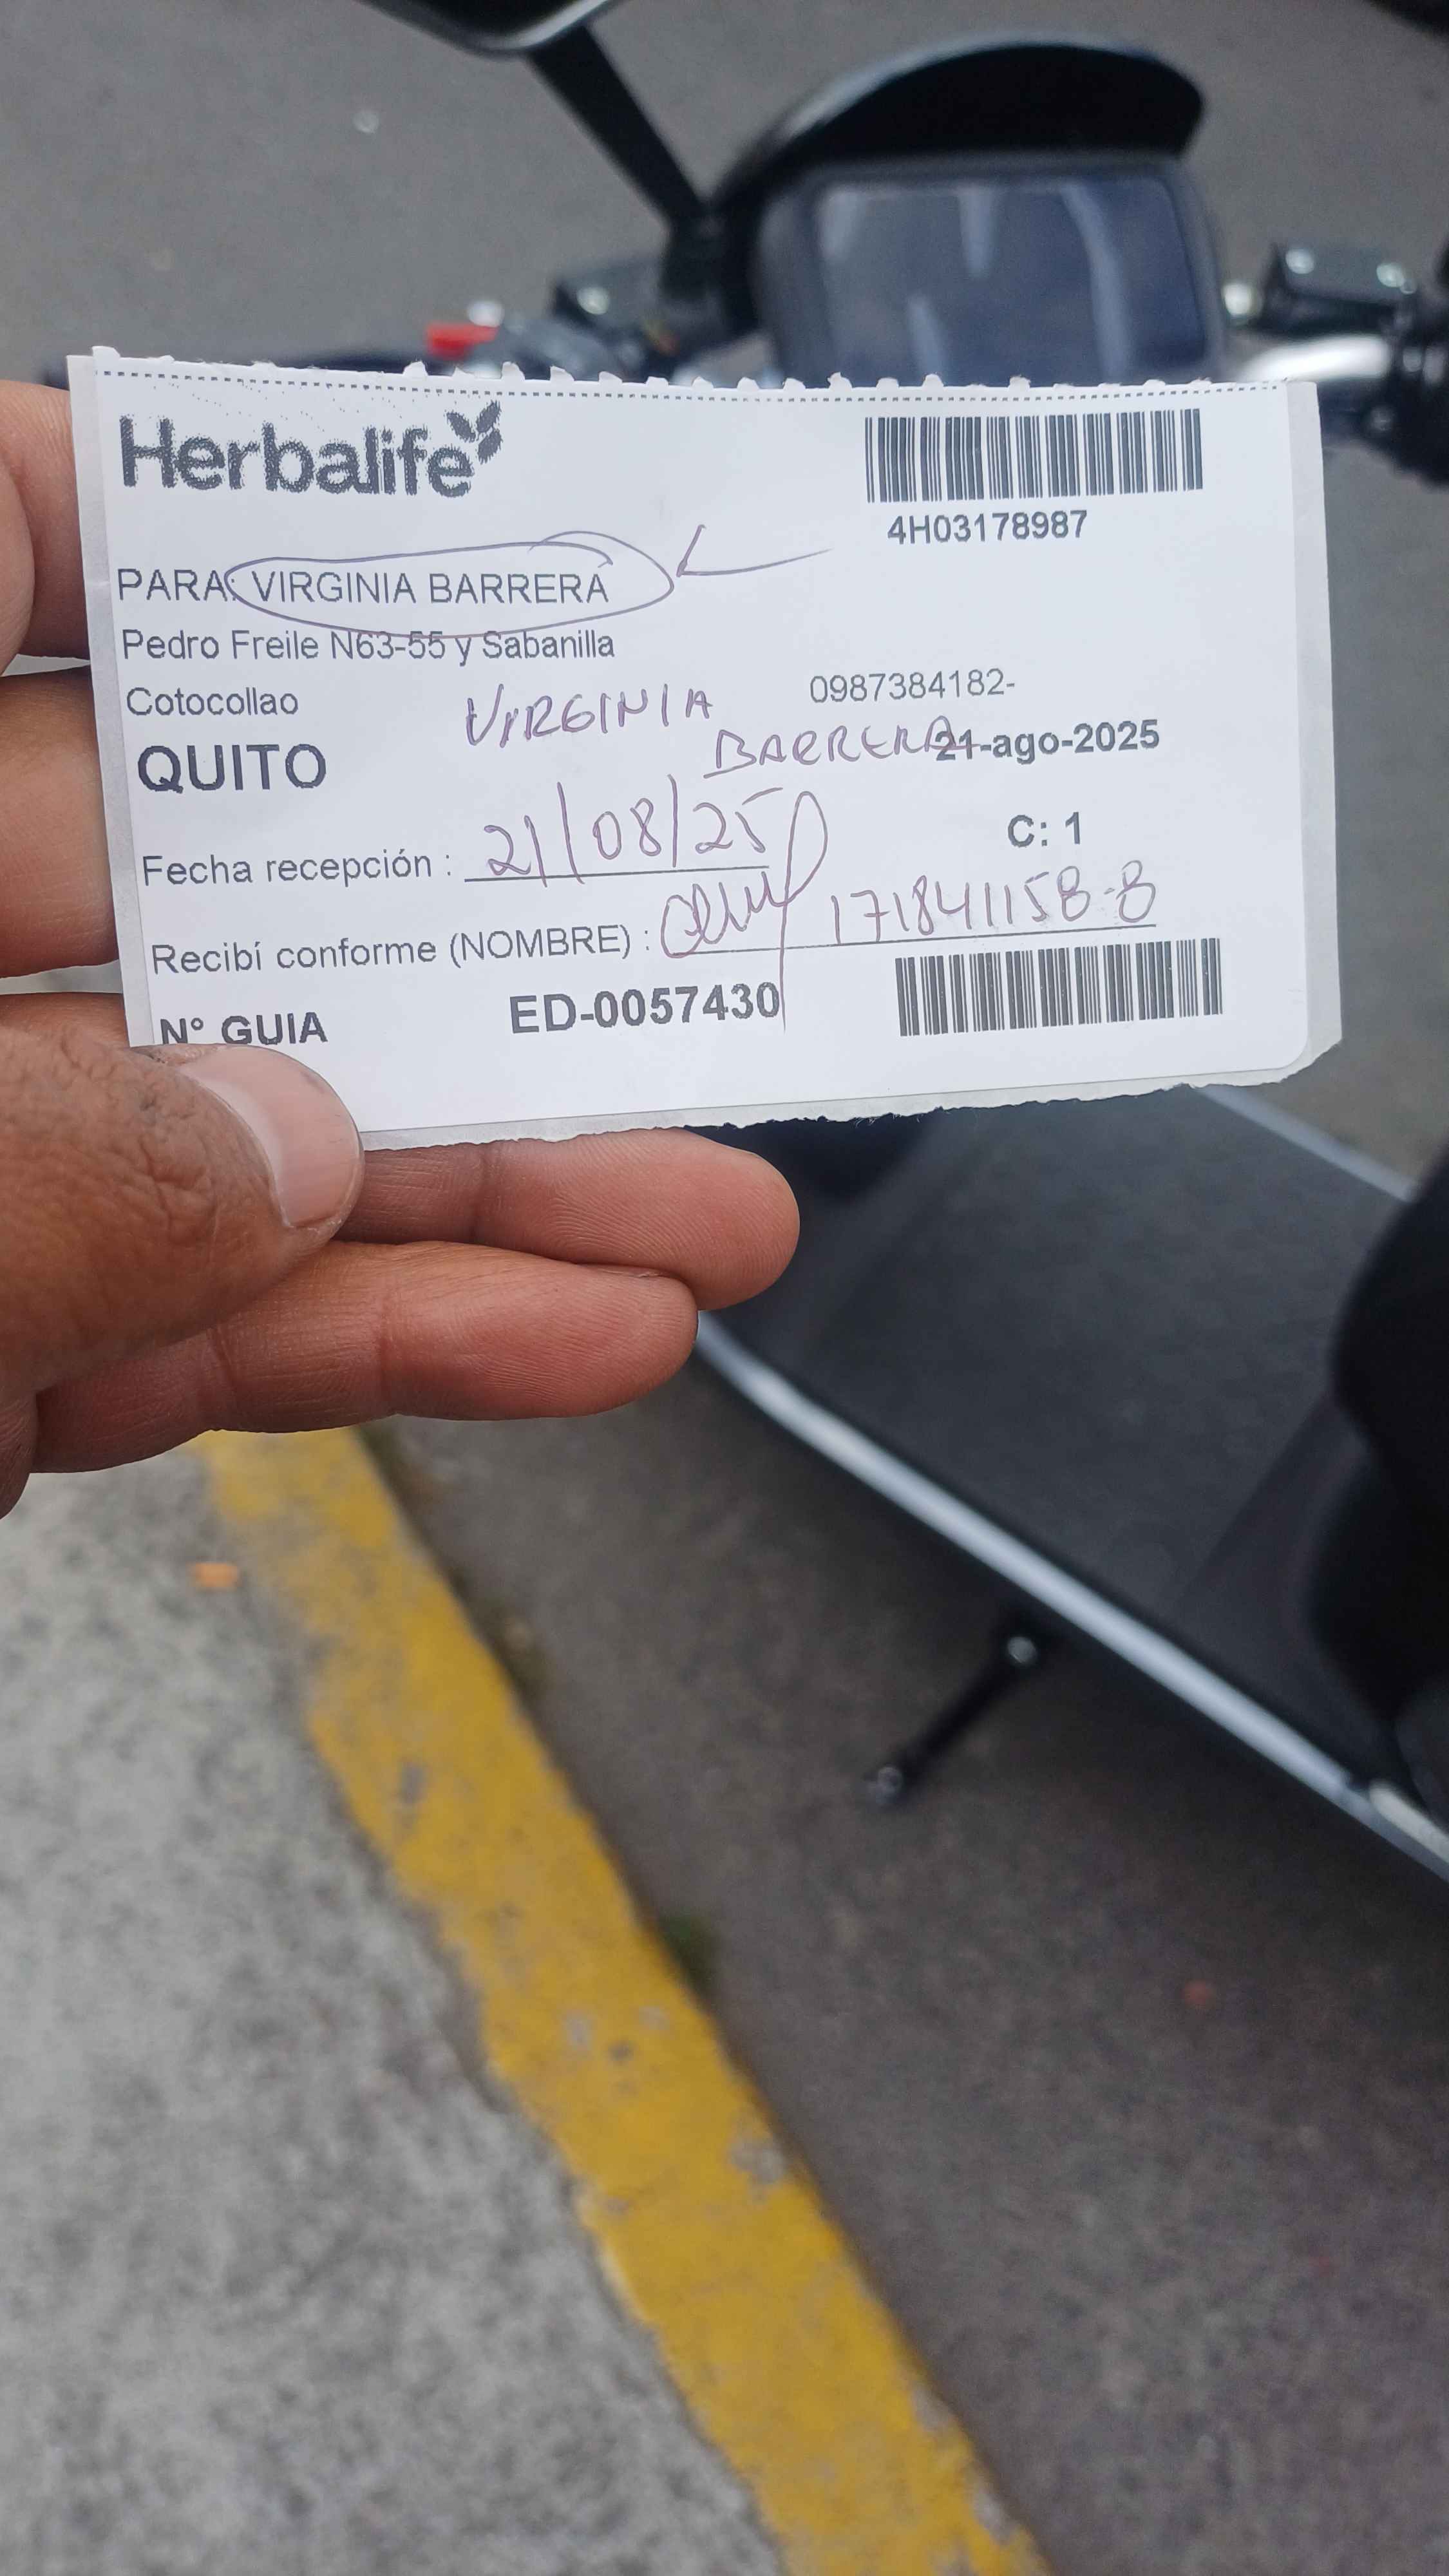 Herbalife
4H03178987
PARA: VIRGINIA BARRERA
Pedro Freile N63-55 y Sabanilla
Cotocollao
0987384182-
VIRGINIA
BARRERA
QUITO
21-ago-2025
Fecha recepción : 21/08/25
C: 1
Recibí conforme (NOMBRE) : 171841158-8
N° GUIA ED-0057430